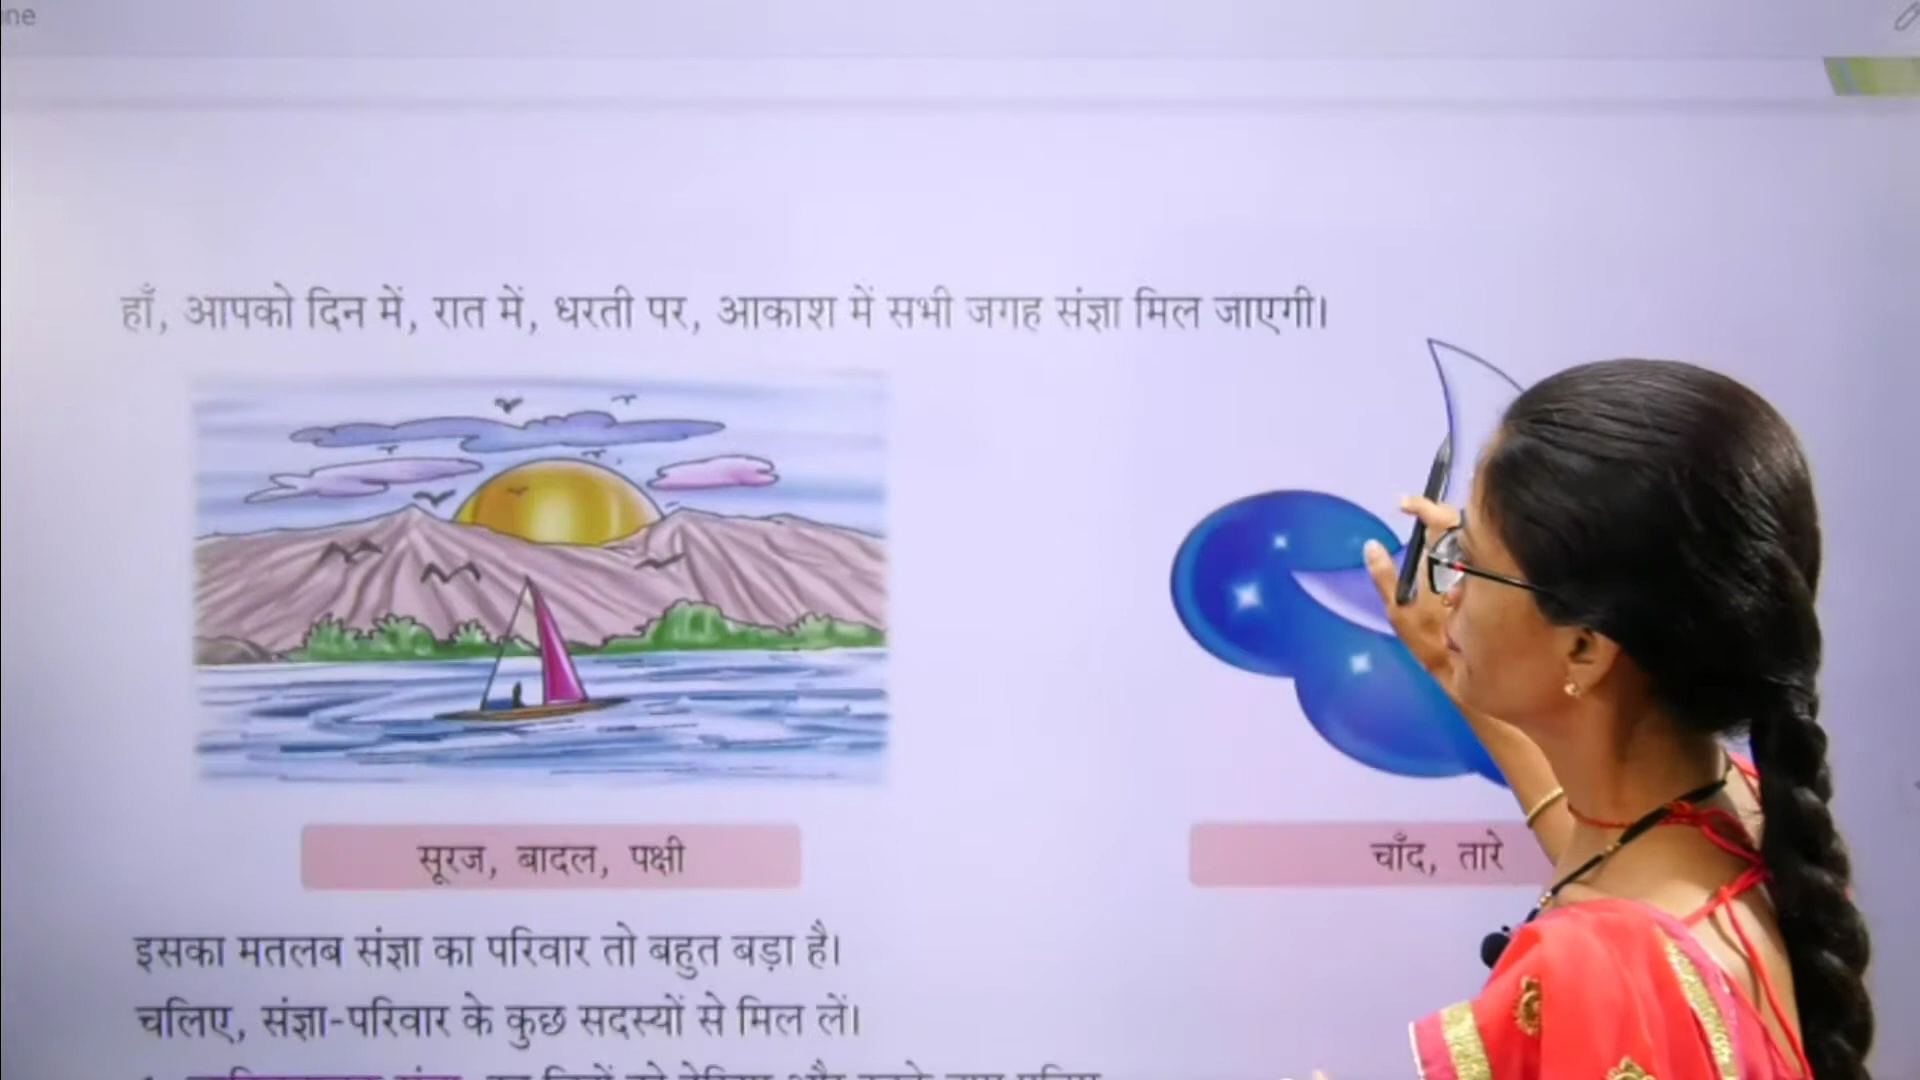 हाँ, आपको दिन में, रात में, धरती पर, आकाश में सभी जगह संज्ञा मिल जाएगी।
सूरज, बादल, पक्षी
चाँद, तारे
इसका मतलब संज्ञा का परिवार तो बहुत बड़ा है।
चलिए, संज्ञा-परिवार के कुछ सदस्यों से मिल लें।